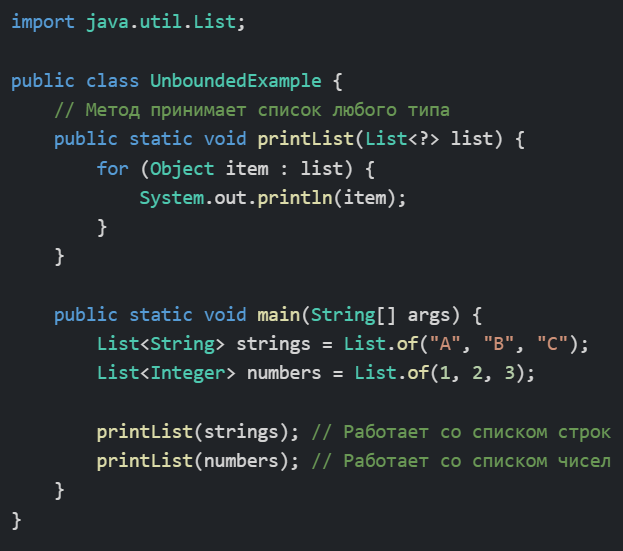 import java.util.List;

public class UnboundedExample {
    // Метод принимает список любого типа
    public static void printList(List<?> list) {
        for (Object item : list) {
            System.out.println(item);
        }
    }

    public static void main(String[] args) {
        List<String> strings = List.of("A", "B", "C");
        List<Integer> numbers = List.of(1, 2, 3);

        printList(strings); // Работает со списком строк
        printList(numbers); // Работает со списком чисел
    }
}